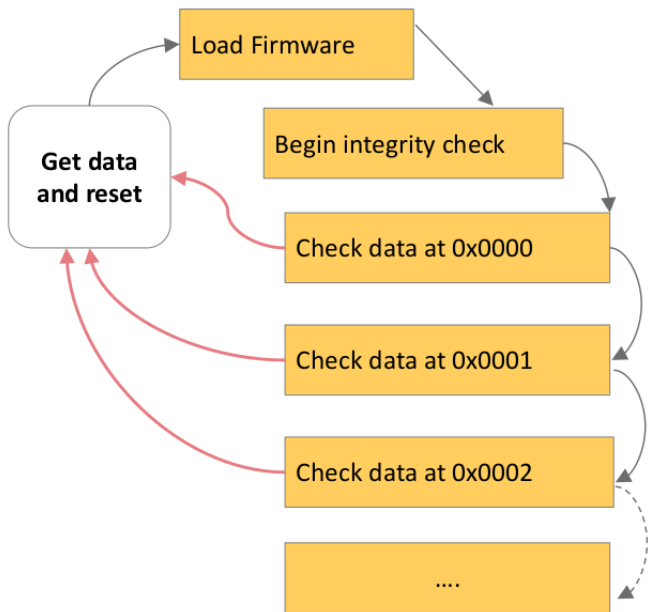 Load Firmware
Begin integrity check
Get data
and reset
Check data at 0x0000
Check data at 0x0001
Check data at 0x0002
....